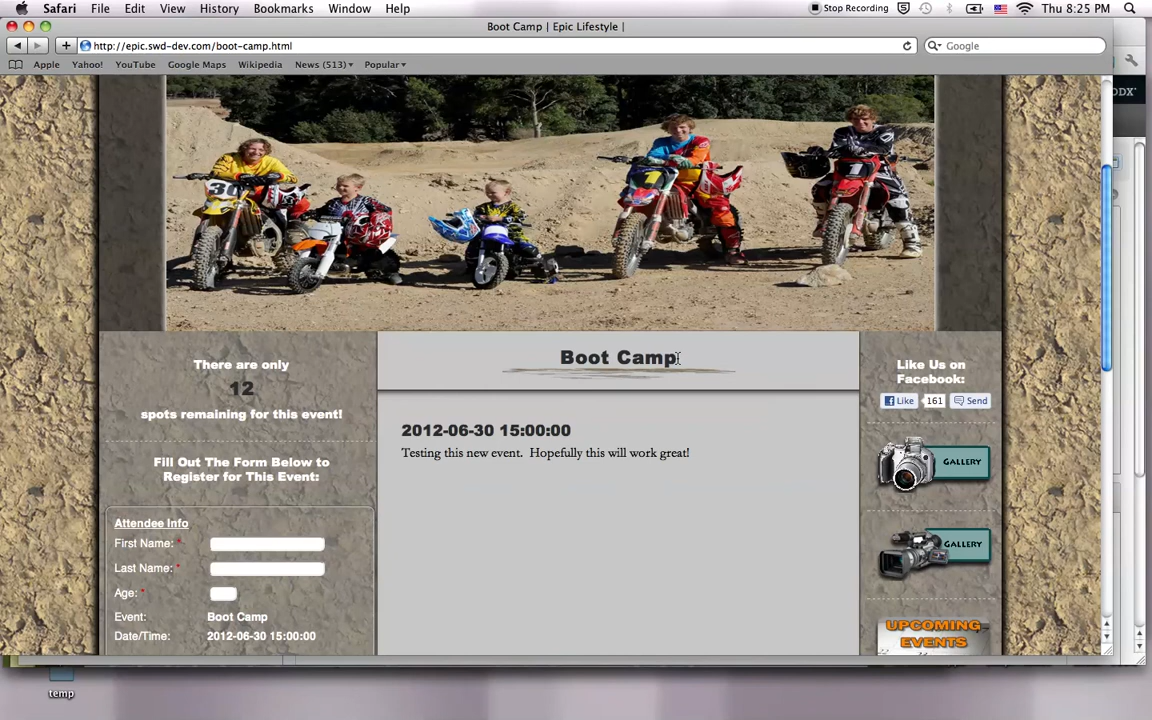 Safari File Edit View History Bookmarks Window Help Stop Recording Thu 8:25 PM
Boot Camp | Epic Lifestyle |
http://epic.swd-dev.com/boot-camp.html Google
Apple Yahoo! YouTube Google Maps Wikipedia News (513) Popular
30
1
There are only
12
spots remaining for this event!
Fill Out The Form Below to
Register for This Event:
Attendee Info
First Name: *
Last Name: *
Age: *
Event: Boot Camp
Date/Time: 2012-06-30 15:00:00
Boot Camp
2012-06-30 15:00:00
Testing this new event. Hopefully this will work great!
Like Us on
Facebook:
Like 161 Send
GALLERY
GALLERY
UPCOMING
EVENTS
temp